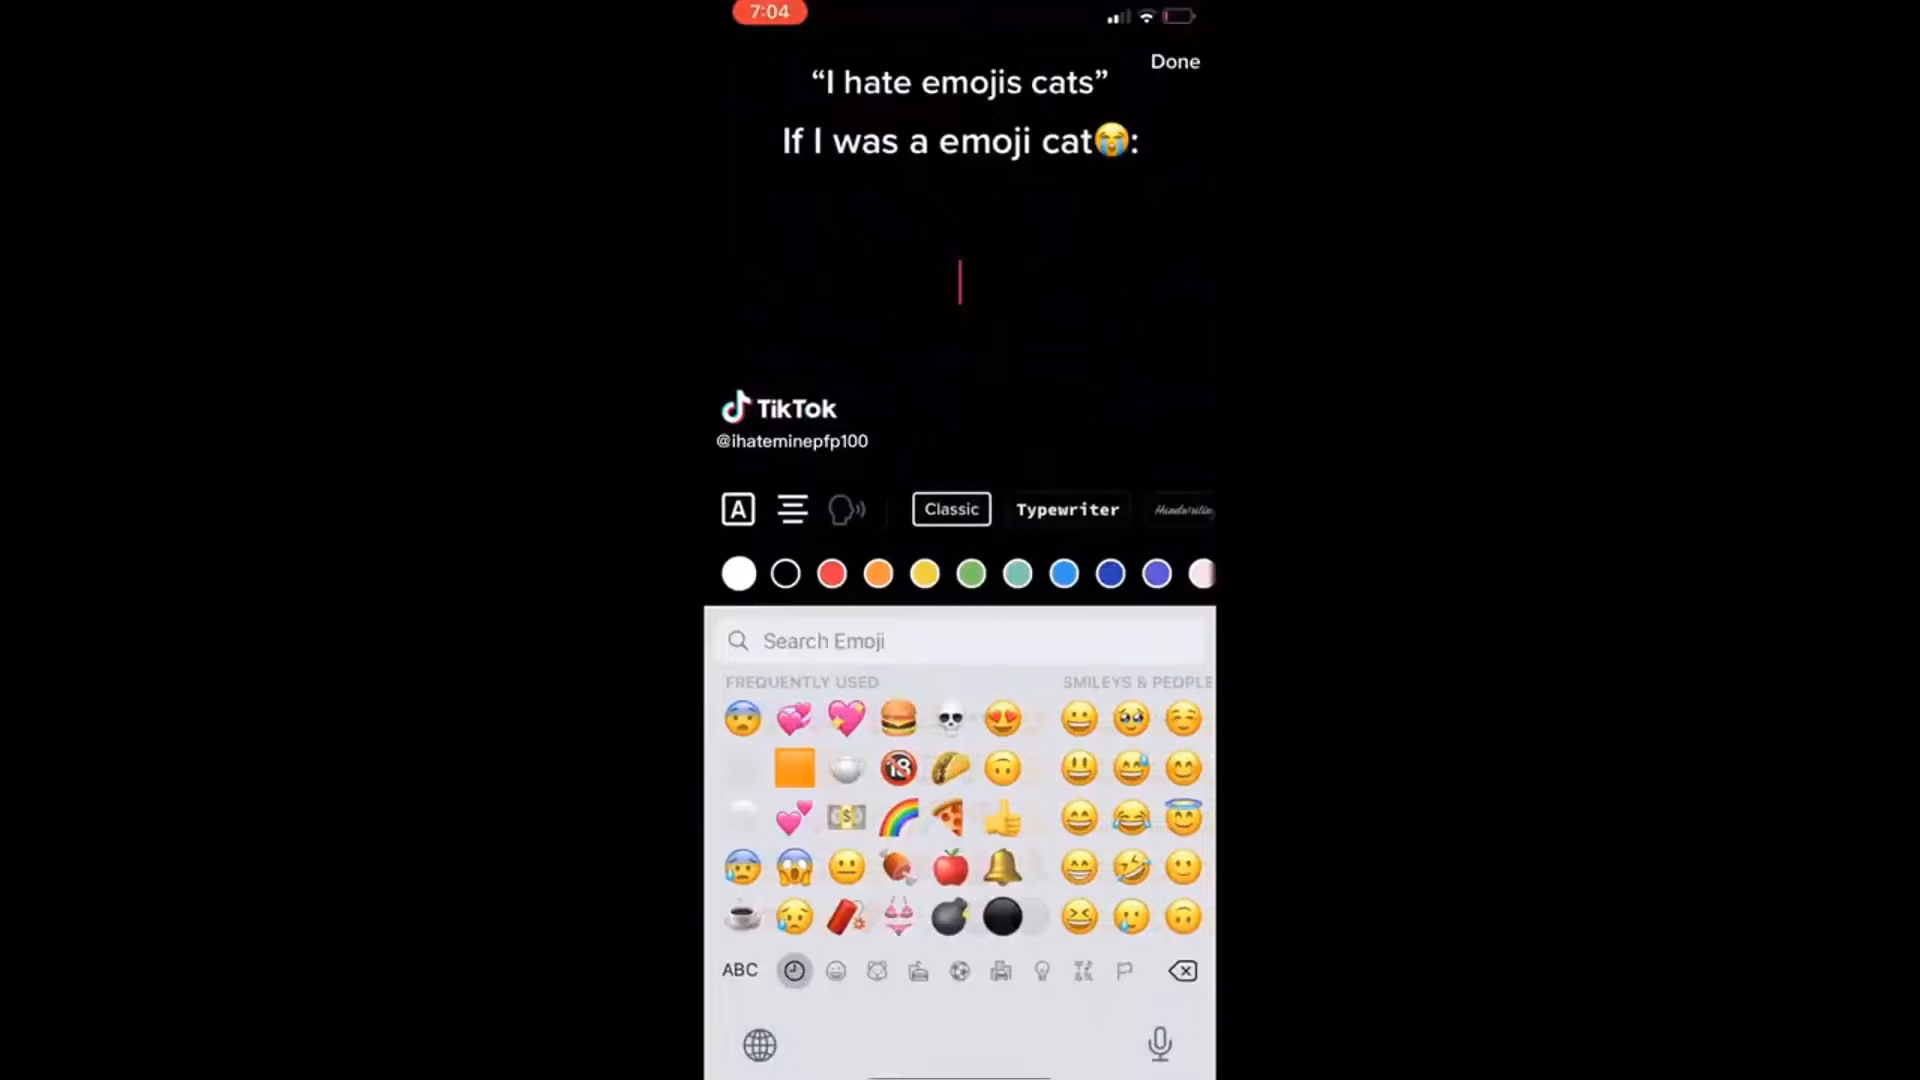 7:04
Done
“I hate emojis cats”
If I was a emoji cat😭:
TikTok
@ihateminepfp100
A
Classic
Typewriter
Handwriting
Search Emoji
FREQUENTLY USED
SMILEYS & PEOPLE
ABC